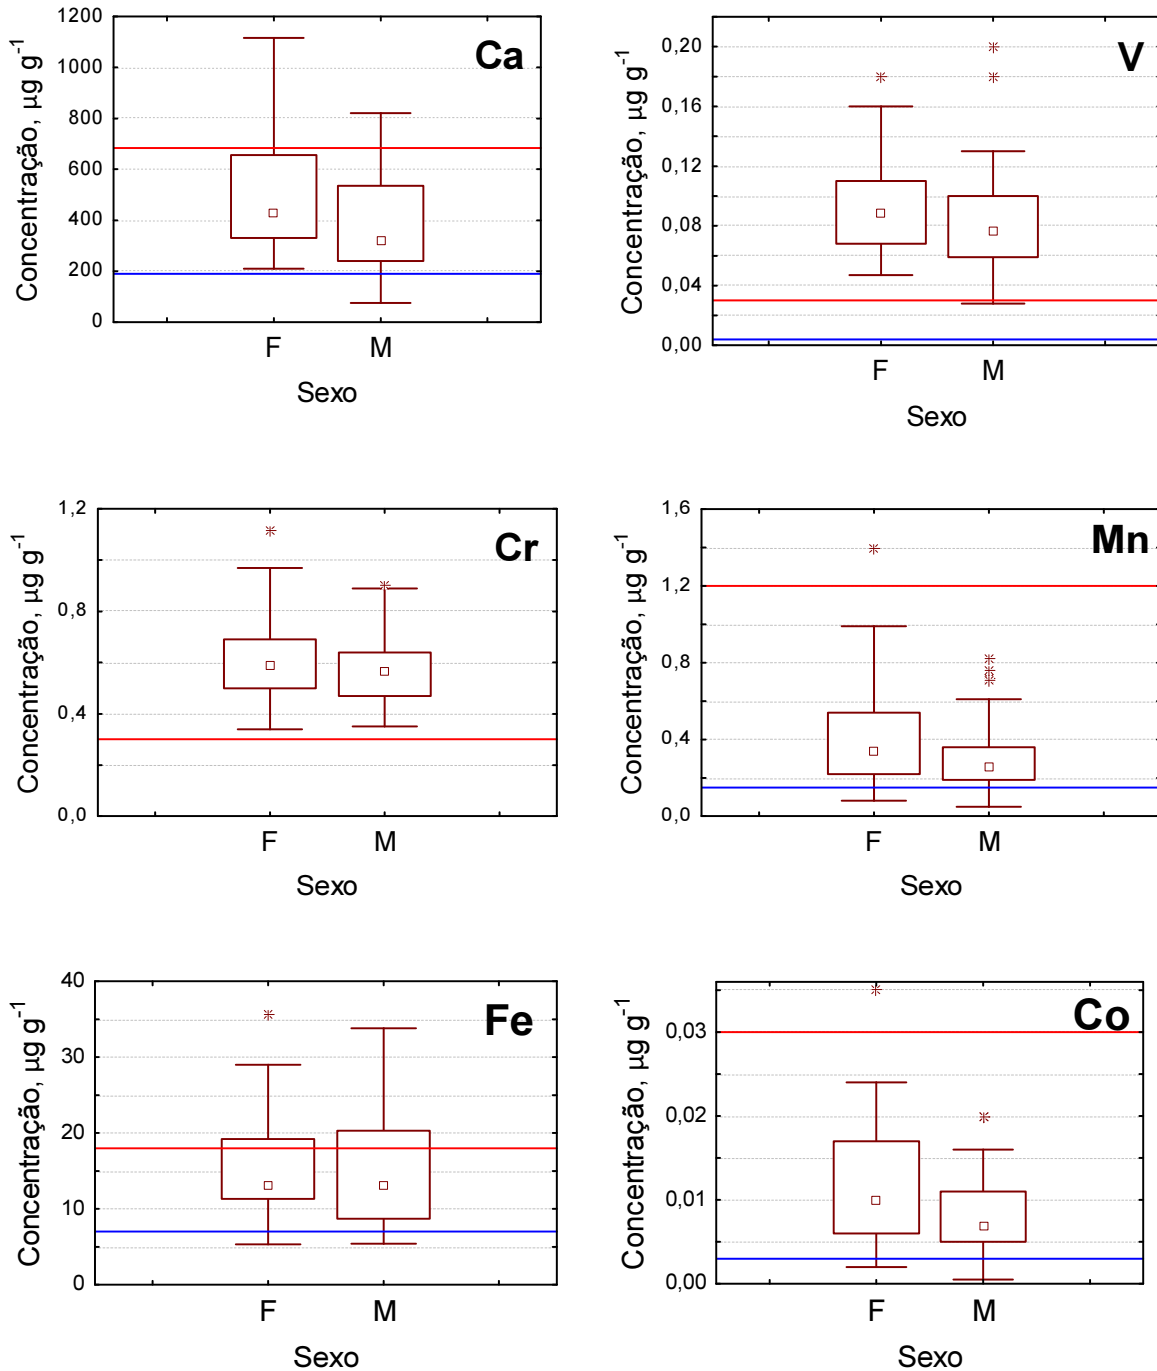 Ca
Concentração, µg g⁻¹
1200
1000
800
600
400
200
0
F M
Sexo
V
Concentração, µg g⁻¹
0,20
0,16
0,12
0,08
0,04
0,00
F M
Sexo
Cr
Concentração, µg g⁻¹
1,2
0,8
0,4
0,0
F M
Sexo
Mn
Concentração, µg g⁻¹
1,6
1,2
0,8
0,4
0,0
F M
Sexo
Fe
Concentração, µg g⁻¹
40
30
20
10
0
F M
Sexo
Co
Concentração, µg g⁻¹
0,03
0,02
0,01
0,00
F M
Sexo